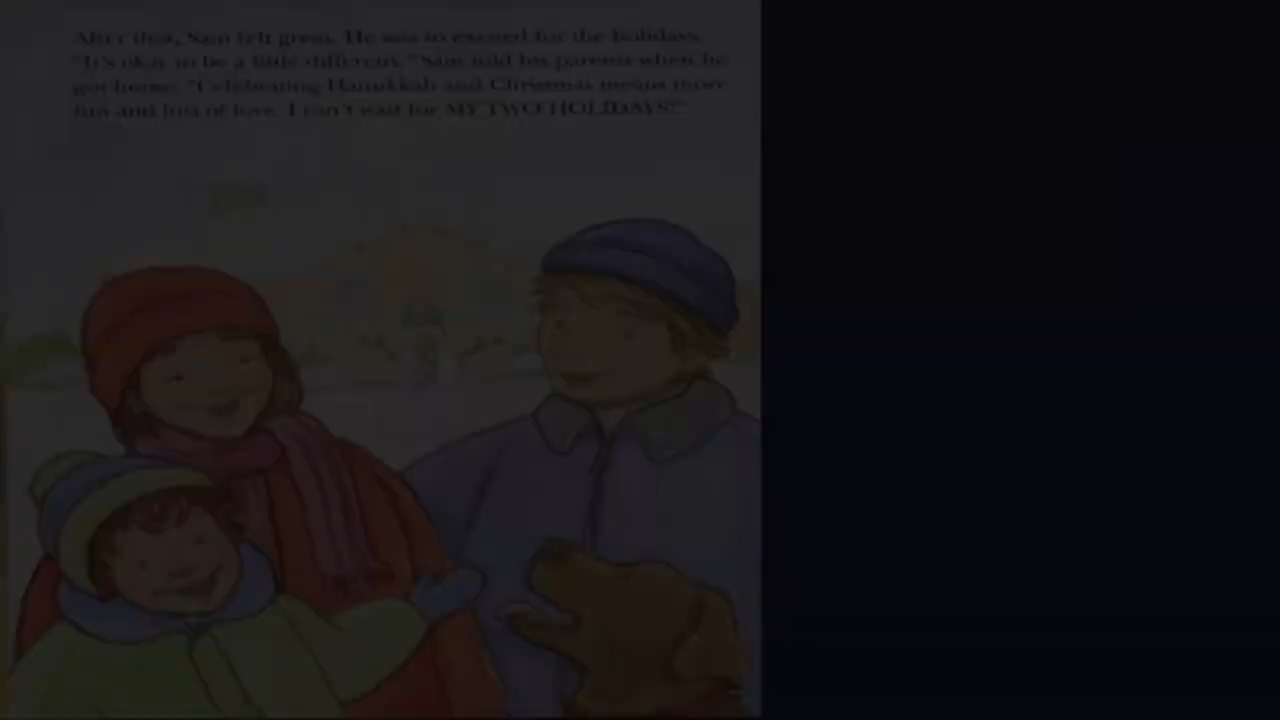 After that, Sam felt great. He was so excited for the holidays.
"It's okay to be a little different," Sam told his parents when he
got home. "Celebrating Hanukkah and Christmas means more
fun and lots of love. I can't wait for MY TWO HOLIDAYS!"